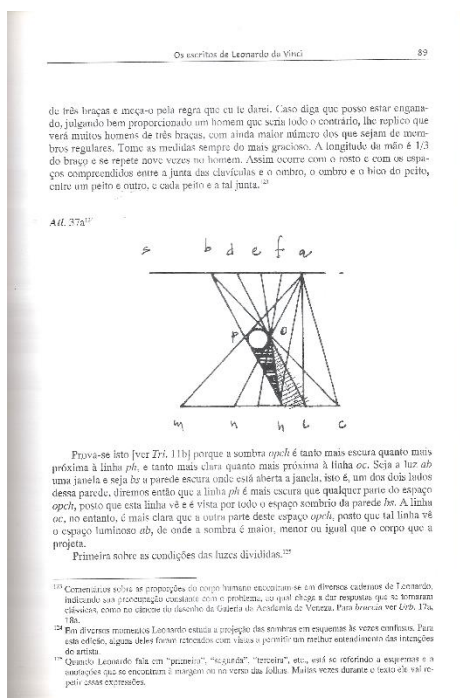 Os escritos de Leonardo da Vinci 89
de três braças e meça-o pela regra que eu te darei. Caso diga que posso estar engana-
do, julgando bem proporcionado um homem que seria todo o contrário, lhe replico que
verá muitos homens de três braças, com ainda maior número dos que sejam de mem-
bros regulares. Tome as medidas sempre do mais gracioso. A longitude da mão é 1/3
do braço e se repete nove vezes no homem. Assim ocorre com o rosto e com os espa-
ços compreendidos entre a junta das clavículas e o ombro, o ombro e o bico do peito,
entre um peito e outro, e cada peito e a tal junta.123
Atl. 37a
s b d e f a
p o
m n h i c
Prova-se isto [ver Tri. 11b] porque a sombra opch é tanto mais escura quanto mais
próxima à linha ph, e tanto mais clara quanto mais próxima à linha oc. Seja a luz ab
uma janela e seja bs a parede escura onde está aberta a janela, isto é, um dos dois lados
dessa parede, diremos então que a linha ph é mais escura que qualquer parte do espaço
opch, posto que esta linha vê e é vista por todo o espaço sombrio da parede bs. A linha
oc, no entanto, é mais clara que a outra parte deste espaço opch, posto que tal linha vê
o espaço luminoso ab, de onde a sombra é maior, menor ou igual que o corpo que a
projeta.
Primeira sobre as condições das luzes divididas.125
123 Comentários sobre as proporções do corpo humano encontram-se em diversos cadernos de Leonardo,
indicando sua preocupação constante com o problema, ao qual chega a dar respostas que se tornaram
clássicas, como no cânone do desenho da Galeria da Academia de Veneza. Para braccio ver Urb. 17a,
18a.
124 Em diversos momentos Leonardo estuda a projeção das sombras em esquemas às vezes confusos. Para
esta edição, alguns deles foram retocados com vistas a permitir um melhor entendimento das intenções
do artista.
125 Quando Leonardo fala em "primeira", "segunda", "terceira", etc., está se referindo a esquemas e a
anotações que se encontram à margem ou no verso das folhas. Muitas vezes durante o texto ele vai re-
petir essas expressões.